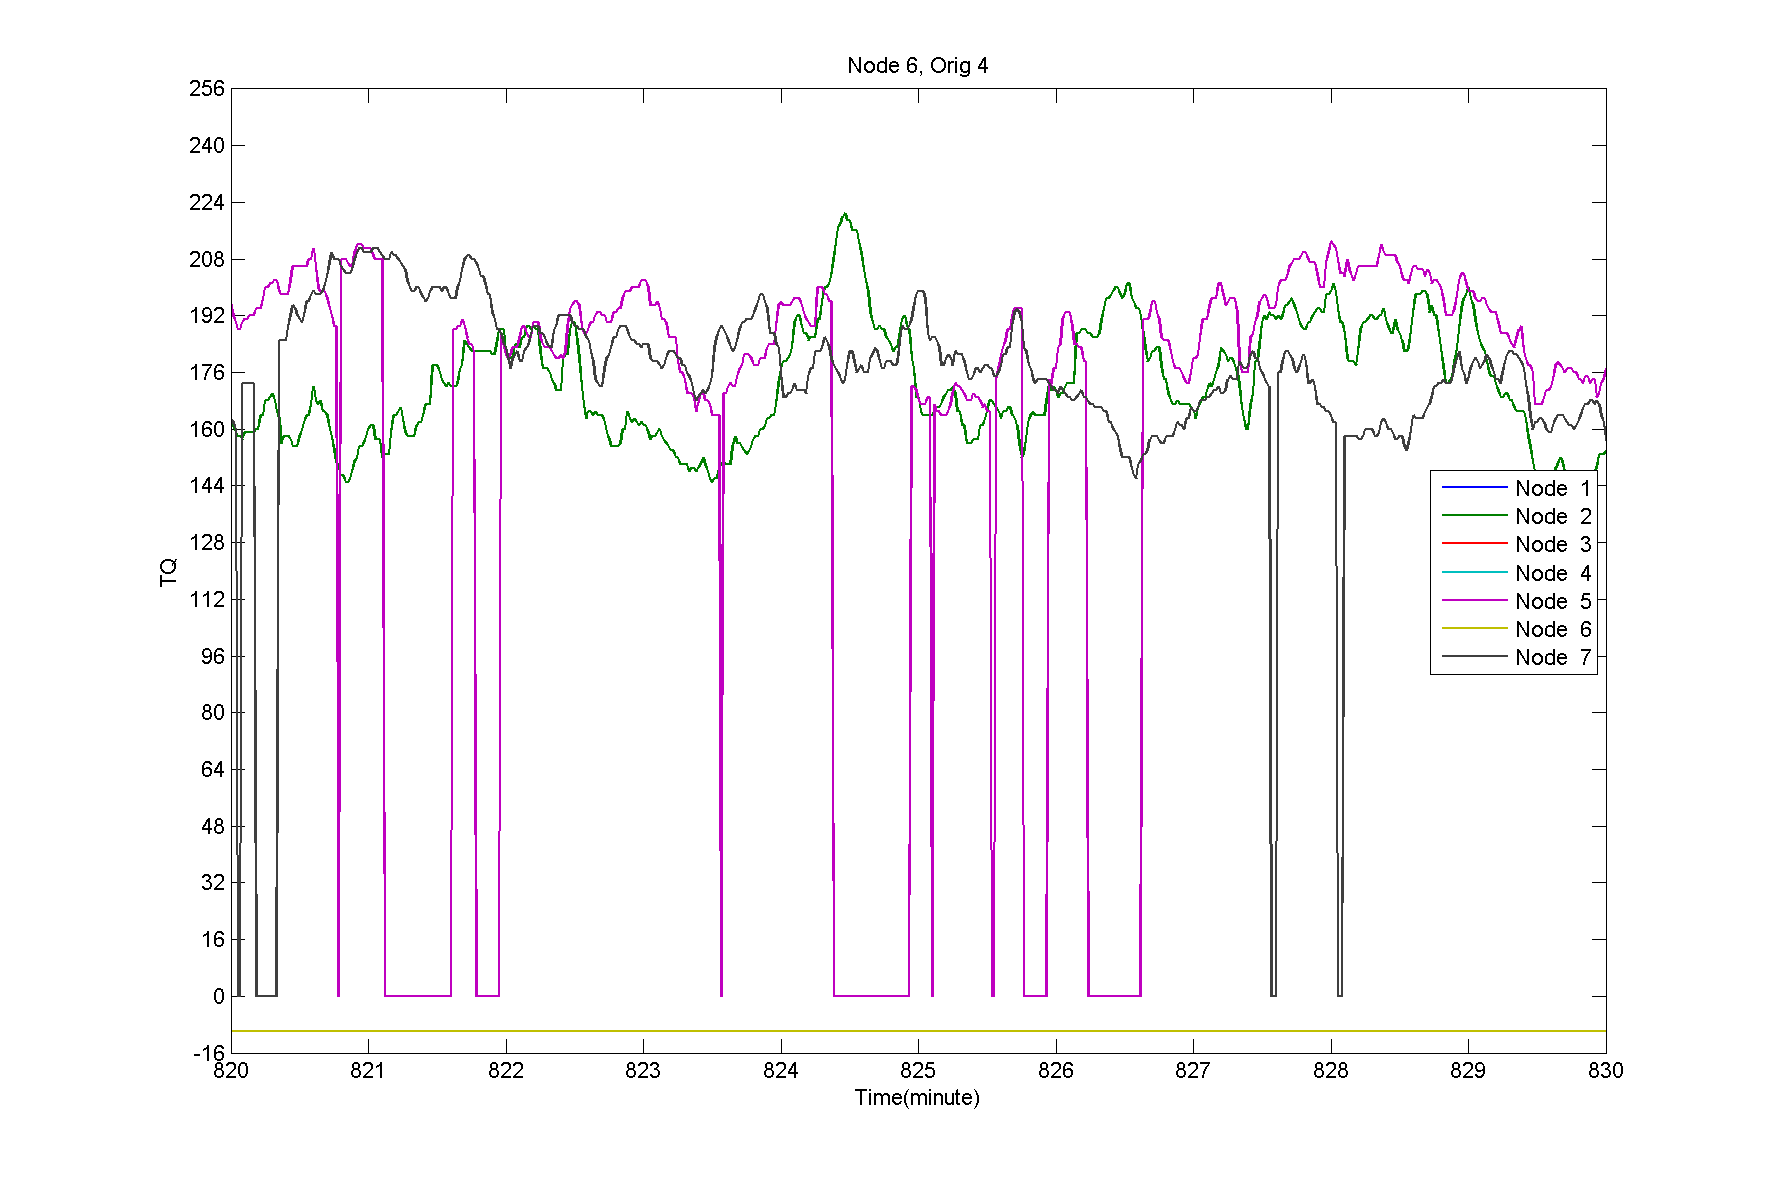 Node 6, Orig 4
256
240
224
208
192
176
160
144
128
112
96
80
64
48
32
16
0
-16
TQ
Node 1
Node 2
Node 3
Node 4
Node 5
Node 6
Node 7
820 821 822 823 824 825 826 827 828 829 830
Time(minute)